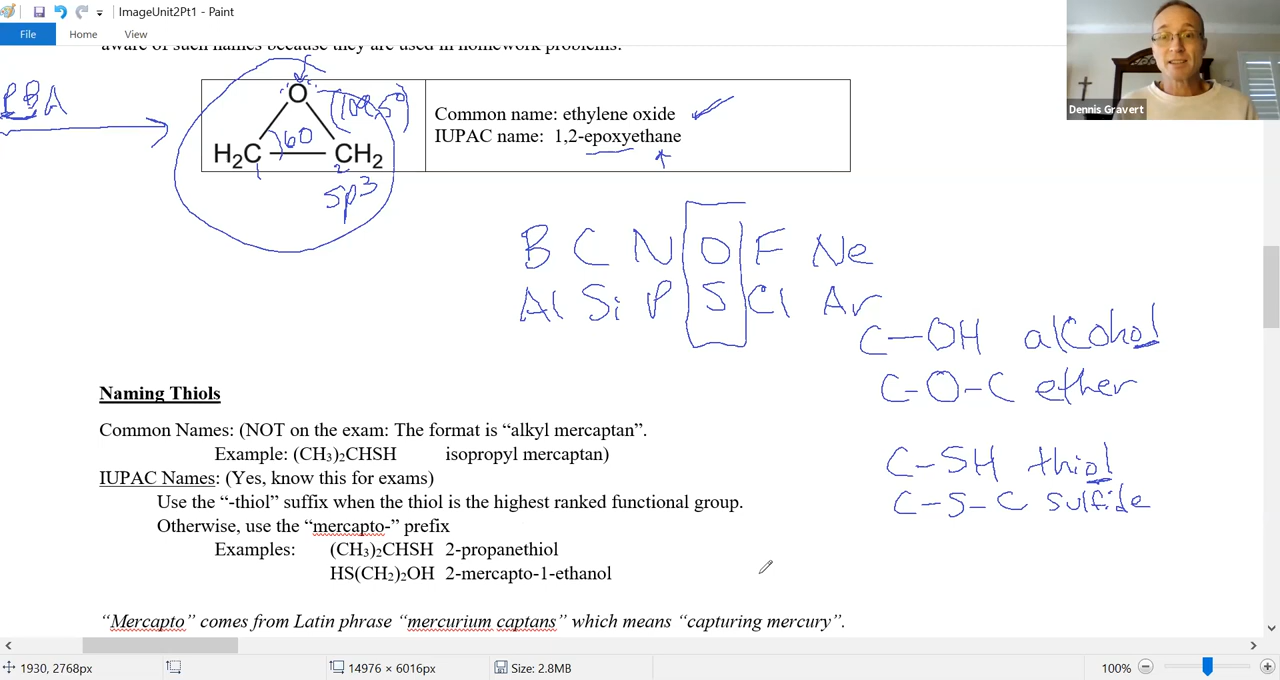 ImageUnit2Pt1 - Paint
File Home View
Dennis Gravert
aware of such names because they are used in homework problems.
PBA
O
(109.5°)
60
H2C CH2
1 2
sp3
Common name: ethylene oxide
IUPAC name: 1,2-epoxyethane
B C N O F Ne
Al Si P S Cl Ar
C-OH alcohol
C-O-C ether
C-SH thiol
C-S-C sulfide
Naming Thiols
Common Names: (NOT on the exam: The format is “alkyl mercaptan”.
Example: (CH3)2CHSH isopropyl mercaptan)
IUPAC Names: (Yes, know this for exams)
Use the “-thiol” suffix when the thiol is the highest ranked functional group.
Otherwise, use the “mercapto-” prefix
Examples: (CH3)2CHSH 2-propanethiol
HS(CH2)2OH 2-mercapto-1-ethanol
“Mercapto” comes from Latin phrase “mercurium captans” which means “capturing mercury”.
1930, 2768px 14976 × 6016px Size: 2.8MB 100%